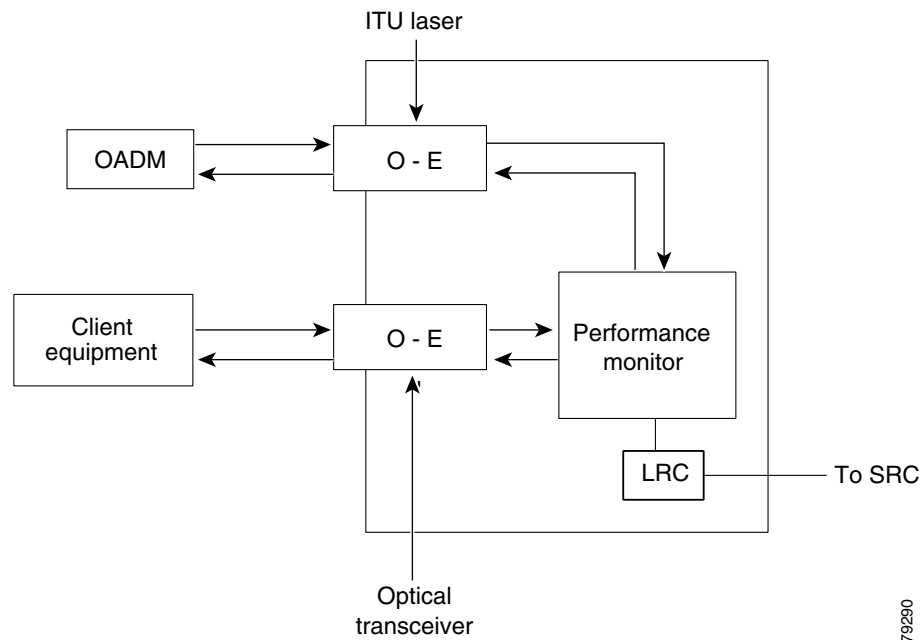 ITU laser
OADM
O - E
Client
equipment
O - E
Performance
monitor
LRC
To SRC
Optical
transceiver
79290